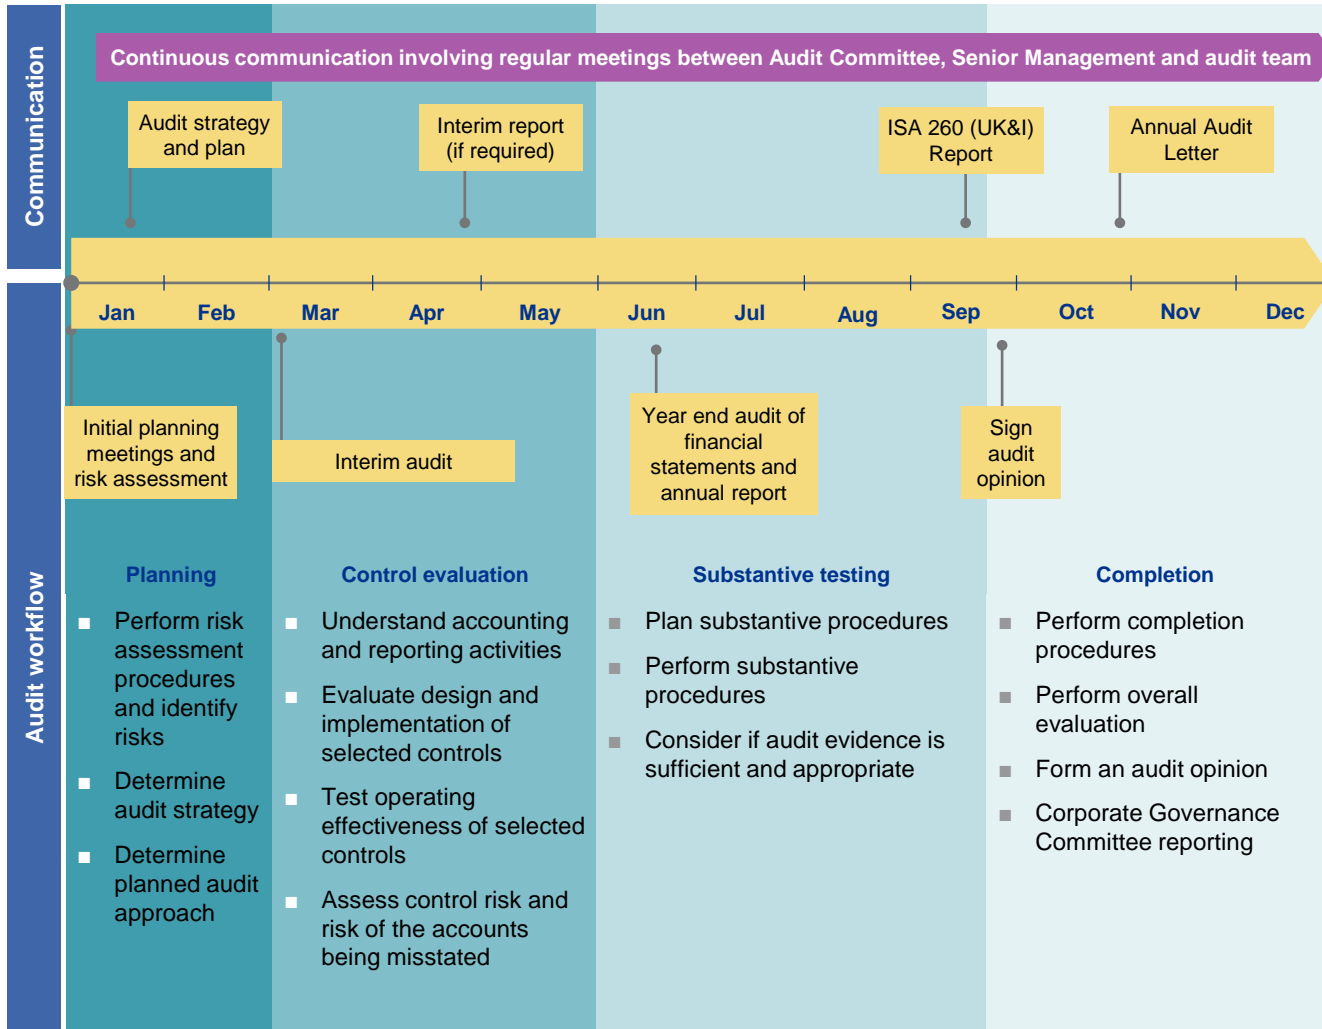 Communication
Continuous communication involving regular meetings between Audit Committee, Senior Management and audit team
Audit strategy
and plan
Interim report
(if required)
ISA 260 (UK&I)
Report
Annual Audit
Letter
Jan
Feb
Mar
Apr
May
Jun
Jul
Aug
Sep
Oct
Nov
Dec
Audit workflow
Initial planning
meetings and
risk assessment
Interim audit
Year end audit of
financial
statements and
annual report
Sign
audit
opinion
Planning
■ Perform risk
assessment
procedures
and identify
risks
■ Determine
audit strategy
■ Determine
planned audit
approach
Control evaluation
■ Understand accounting
and reporting activities
■ Evaluate design and
implementation of
selected controls
■ Test operating
effectiveness of selected
controls
■ Assess control risk and
risk of the accounts
being misstated
Substantive testing
■ Plan substantive procedures
■ Perform substantive
procedures
■ Consider if audit evidence is
sufficient and appropriate
Completion
■ Perform completion
procedures
■ Perform overall
evaluation
■ Form an audit opinion
■ Corporate Governance
Committee reporting